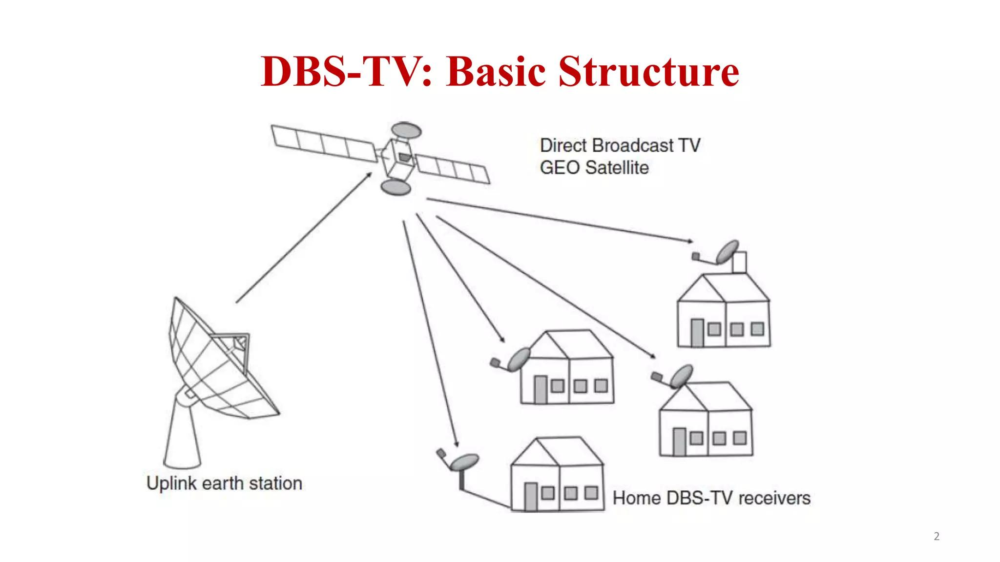 DBS-TV: Basic Structure
Direct Broadcast TV
GEO Satellite
Uplink earth station
Home DBS-TV receivers
2